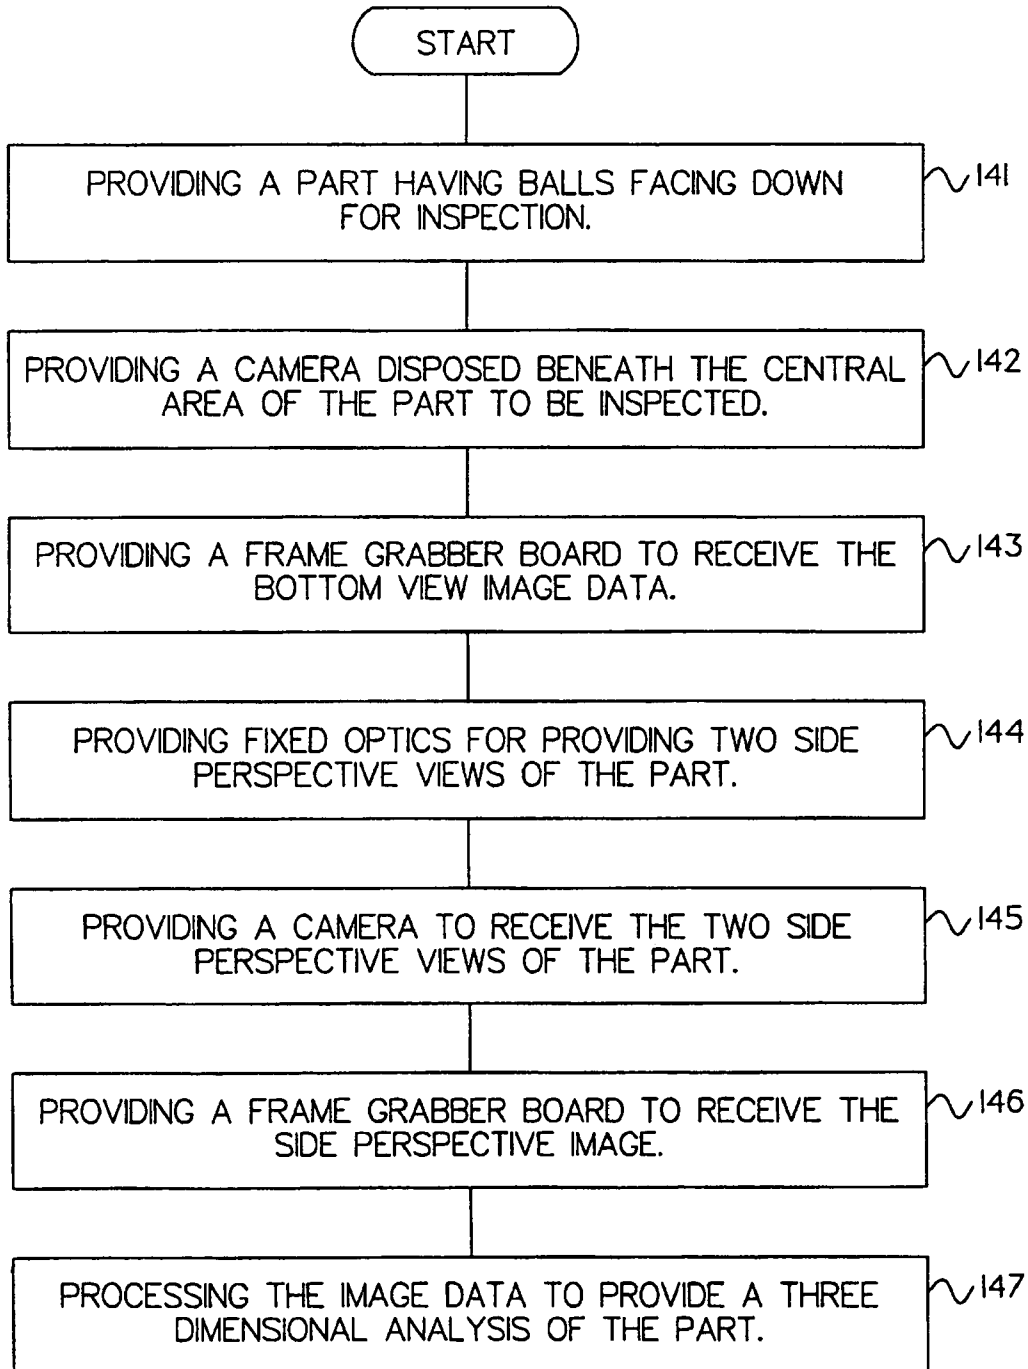 START
PROVIDING A PART HAVING BALLS FACING DOWN
FOR INSPECTION.
141
PROVIDING A CAMERA DISPOSED BENEATH THE CENTRAL
AREA OF THE PART TO BE INSPECTED.
142
PROVIDING A FRAME GRABBER BOARD TO RECEIVE THE
BOTTOM VIEW IMAGE DATA.
143
PROVIDING FIXED OPTICS FOR PROVIDING TWO SIDE
PERSPECTIVE VIEWS OF THE PART.
144
PROVIDING A CAMERA TO RECEIVE THE TWO SIDE
PERSPECTIVE VIEWS OF THE PART.
145
PROVIDING A FRAME GRABBER BOARD TO RECEIVE THE
SIDE PERSPECTIVE IMAGE.
146
PROCESSING THE IMAGE DATA TO PROVIDE A THREE
DIMENSIONAL ANALYSIS OF THE PART.
147